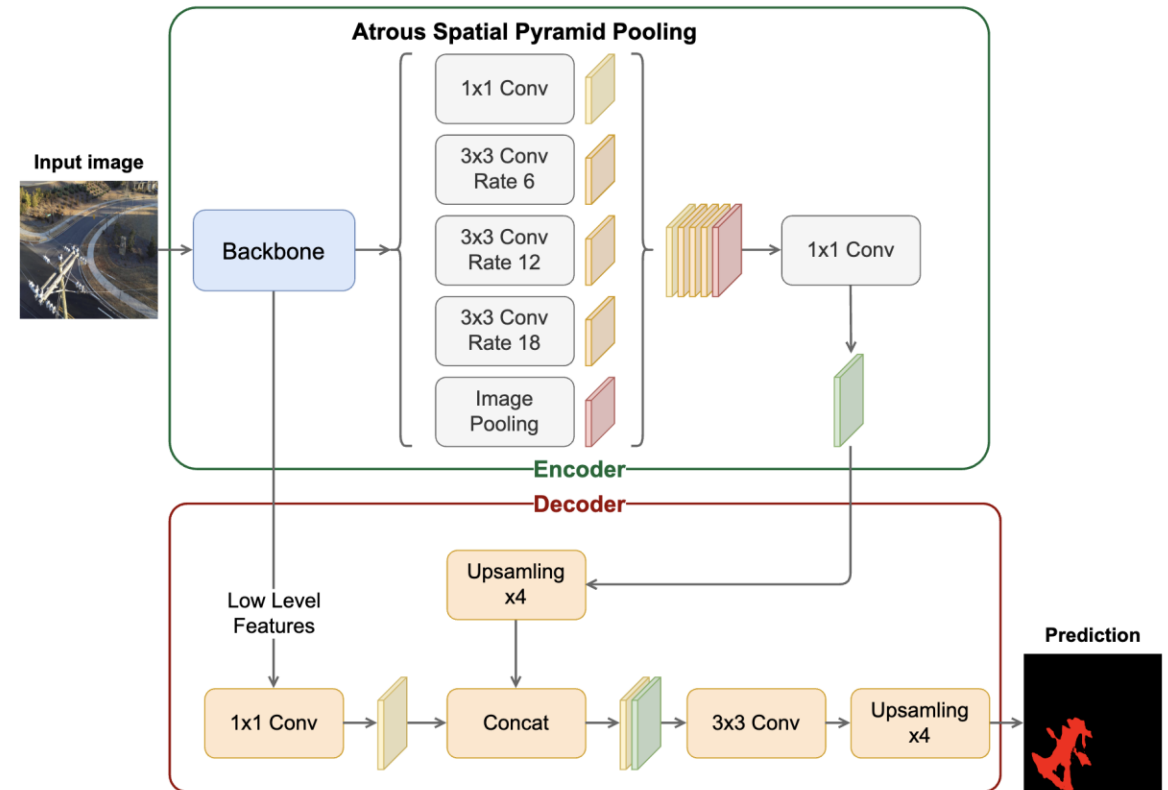 Atrous Spatial Pyramid Pooling
Input image
Backbone
1x1 Conv
3x3 Conv
Rate 6
3x3 Conv
Rate 12
3x3 Conv
Rate 18
Image
Pooling
1x1 Conv
Encoder
Decoder
Upsamling
x4
Low Level
Features
1x1 Conv
Concat
3x3 Conv
Upsamling
x4
Prediction